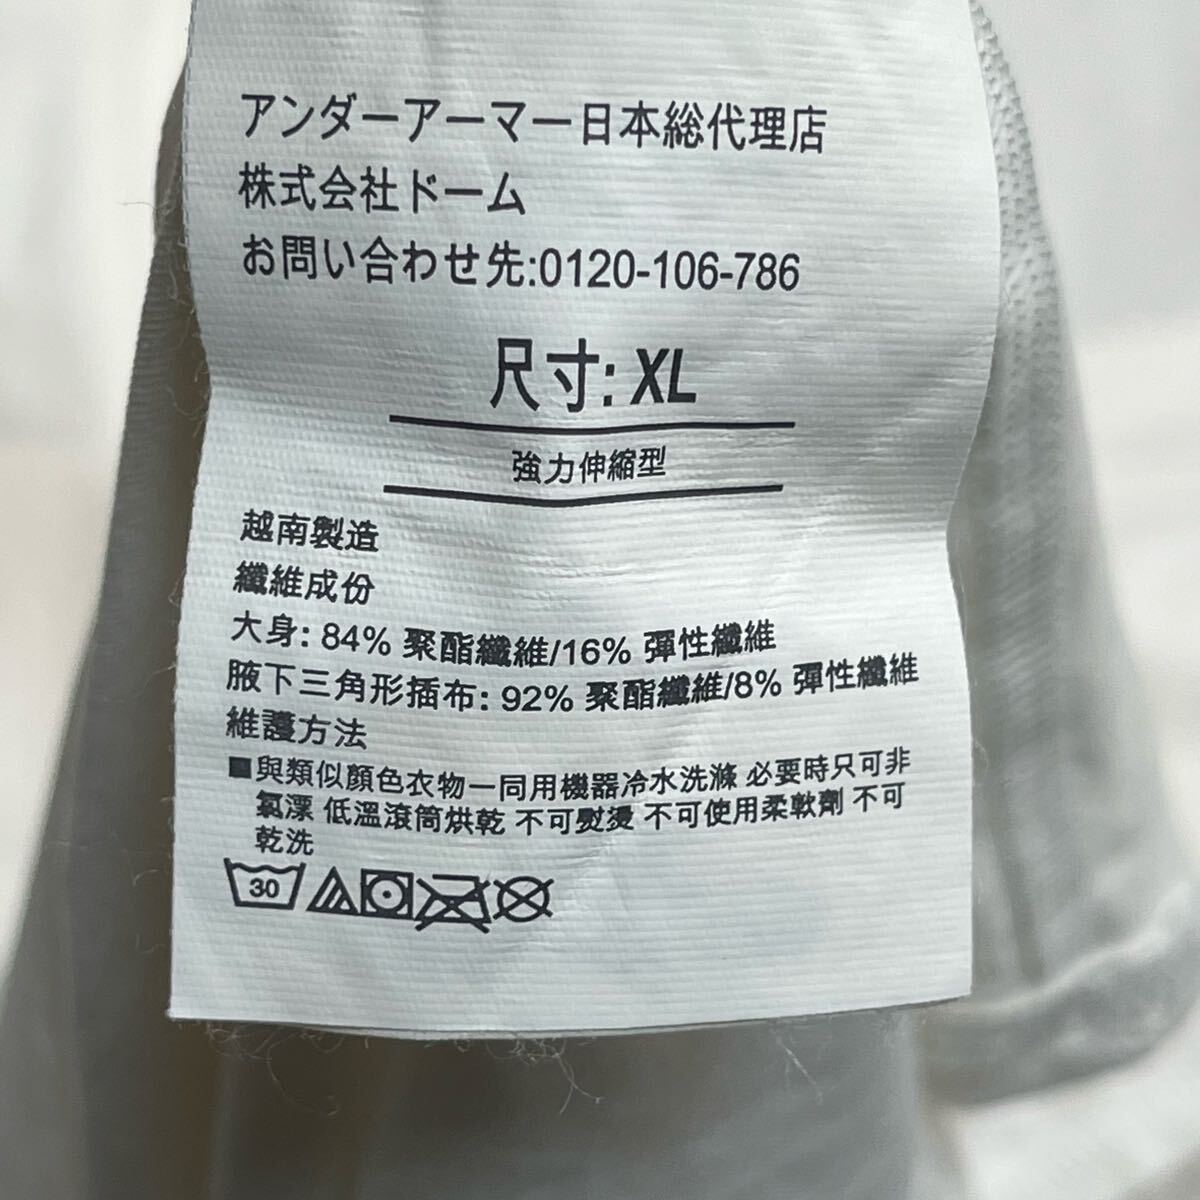 アンダーアーマー日本総代理店
株式会社ドーム
お問い合わせ先:0120-106-786
尺寸: XL
強力伸縮型
越南製造
纖維成份
大身: 84% 聚酯纖維/16% 彈性纖維
腋下三角形插布: 92% 聚酯纖維/8% 彈性纖維
維護方法
■與類似顏色衣物一同用機器冷水洗滌 必要時只可非
氯漂 低溫滾筒烘乾 不可熨燙 不可使用柔軟劑 不可
乾洗
30